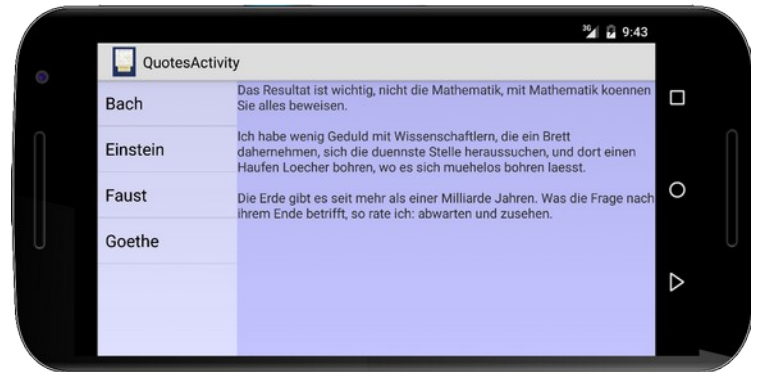 3G 9:43
QuotesActivity
Bach
Einstein
Faust
Goethe
Das Resultat ist wichtig, nicht die Mathematik, mit Mathematik koennen
Sie alles beweisen.
Ich habe wenig Geduld mit Wissenschaftlern, die ein Brett
dahernehmen, sich die duennste Stelle heraussuchen, und dort einen
Haufen Loecher bohren, wo es sich muehelos bohren laesst.
Die Erde gibt es seit mehr als einer Milliarde Jahren. Was die Frage nach
ihrem Ende betrifft, so rate ich: abwarten und zusehen.